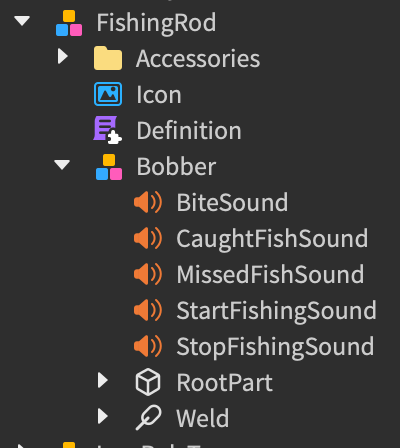 FishingRod
Accessories
Icon
Definition
Bobber
BiteSound
CaughtFishSound
MissedFishSound
StartFishingSound
StopFishingSound
RootPart
Weld